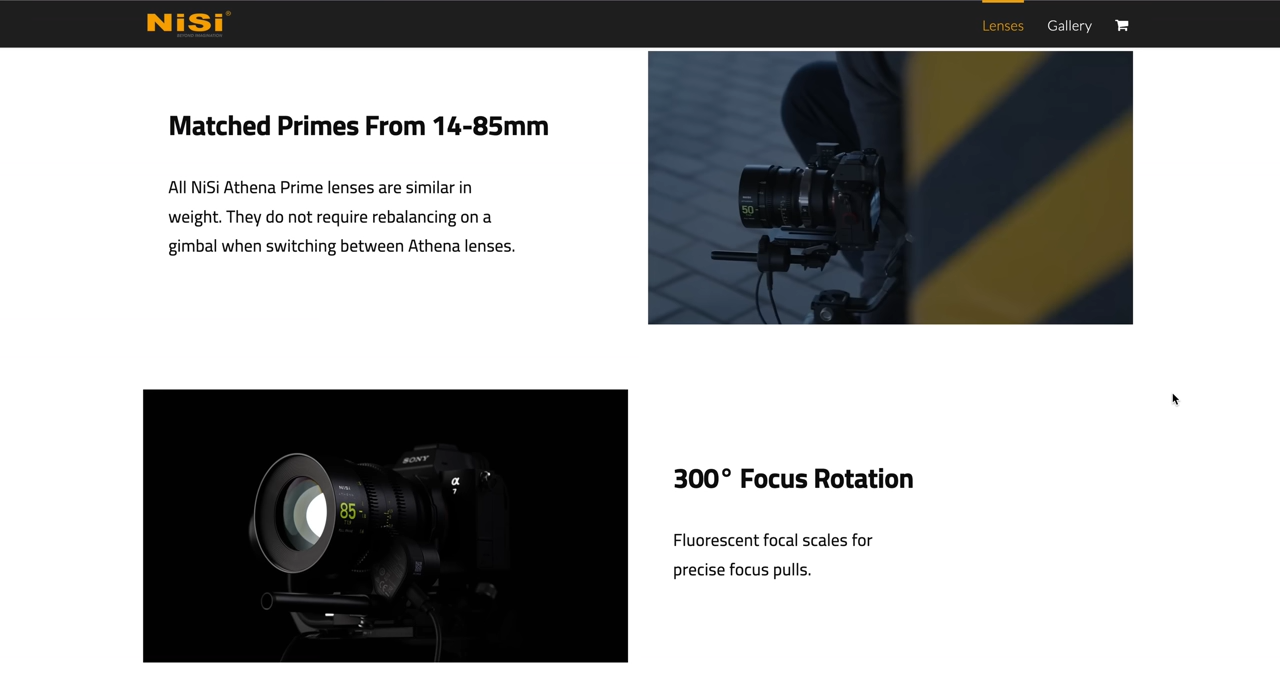 NiSi®
Lenses
Gallery
Matched Primes From 14-85mm
All NiSi Athena Prime lenses are similar in
weight. They do not require rebalancing on a
gimbal when switching between Athena lenses.
50
SONY
α
7
NiSi
85
300° Focus Rotation
Fluorescent focal scales for
precise focus pulls.